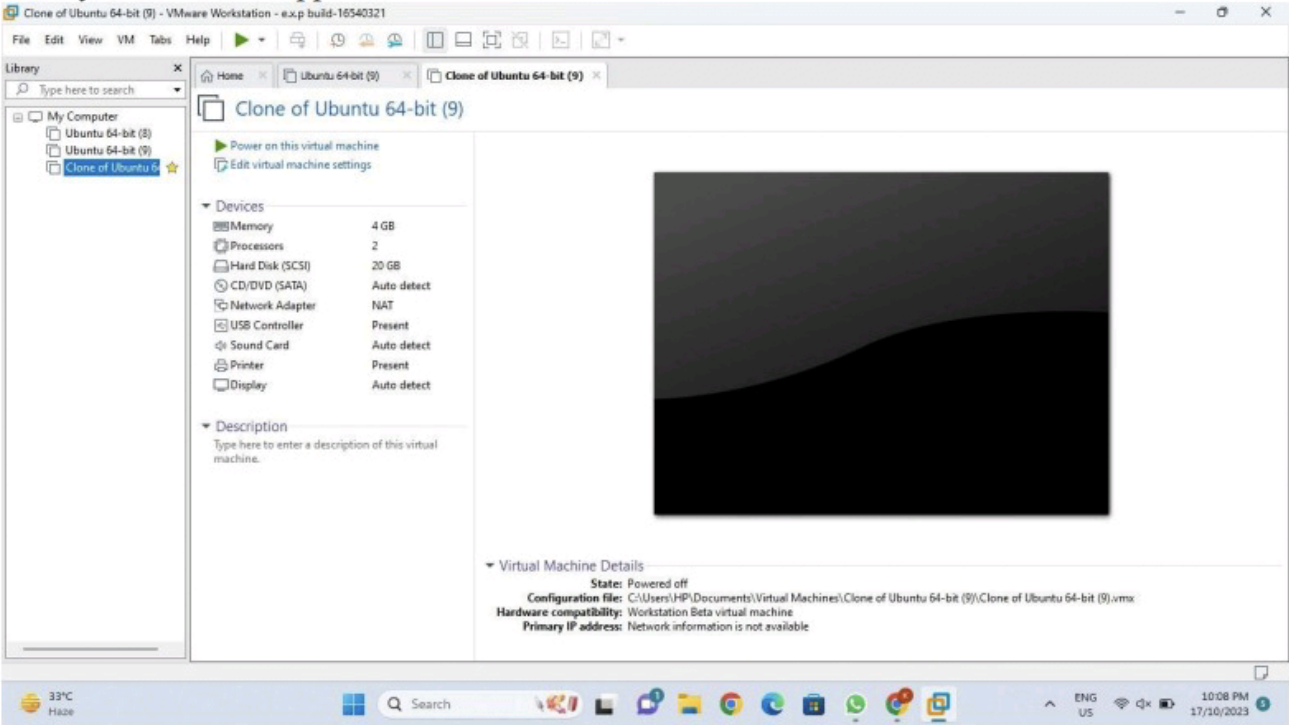 Clone of Ubuntu 64-bit (9) - VMware Workstation - e.x.p build-16540321
File Edit View VM Tabs Help
Library
Type here to search
My Computer
Ubuntu 64-bit (8)
Ubuntu 64-bit (9)
Clone of Ubuntu 6
Home Ubuntu 64-bit (9) Clone of Ubuntu 64-bit (9)
Clone of Ubuntu 64-bit (9)
Power on this virtual machine
Edit virtual machine settings
Devices
Memory 4 GB
Processors 2
Hard Disk (SCSI) 20 GB
CD/DVD (SATA) Auto detect
Network Adapter NAT
USB Controller Present
Sound Card Auto detect
Printer Present
Display Auto detect
Description
Type here to enter a description of this virtual
machine.
Virtual Machine Details
State: Powered off
Configuration file: C:\Users\HP\Documents\Virtual Machines\Clone of Ubuntu 64-bit (9)\Clone of Ubuntu 64-bit (9).vmx
Hardware compatibility: Workstation Beta virtual machine
Primary IP address: Network information is not available
33°C
Haze
Search
ENG
US
10:08 PM
17/10/2023